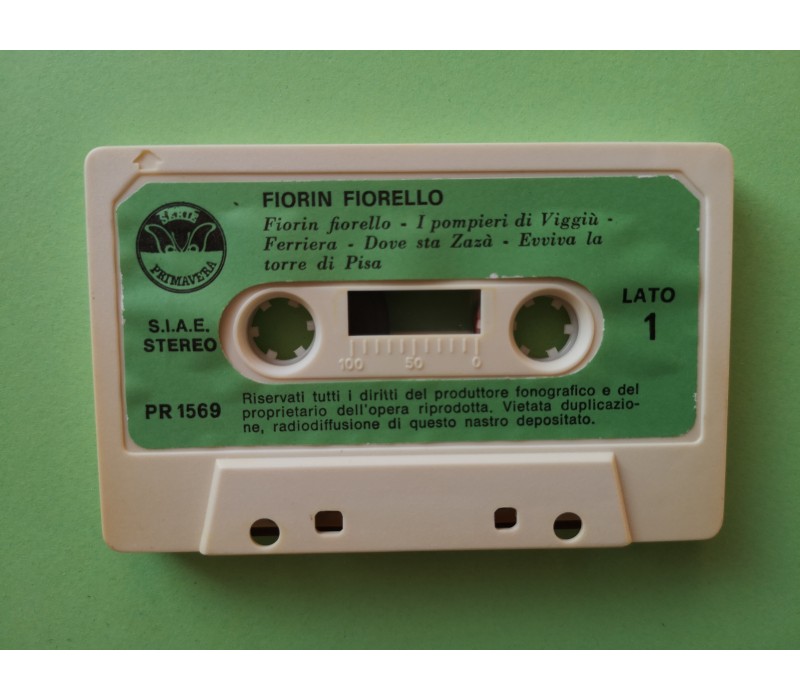 SERIE
PRIMAVERA
FIORIN FIORELLO
Fiorin fiorello - I pompieri di Viggiù -
Ferriera - Dove sta Zazà - Evviva la
torre di Pisa
S.I.A.E.
STEREO
LATO
1
100 50 0
PR 1569
Riservati tutti i diritti del produttore fonografico e del
proprietario dell'opera riprodotta. Vietata duplicazio-
ne, radiodiffusione di questo nastro depositato.